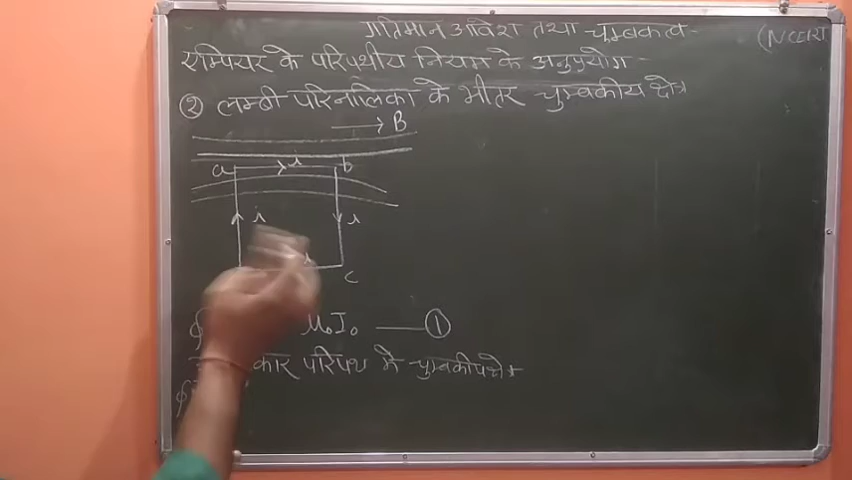 गतिमान आवेश तथा चुम्बकत्व- (NCERT
एम्पियर के परिपथीय नियम के अनुप्रयोग -
② लम्बी परिनालिका के भीतर चुम्बकीय क्षेत्र
B
a b
c
∮ μ₀I₀ — ①
कार परिपथ में चुम्बकीय क्षेत्र
∮